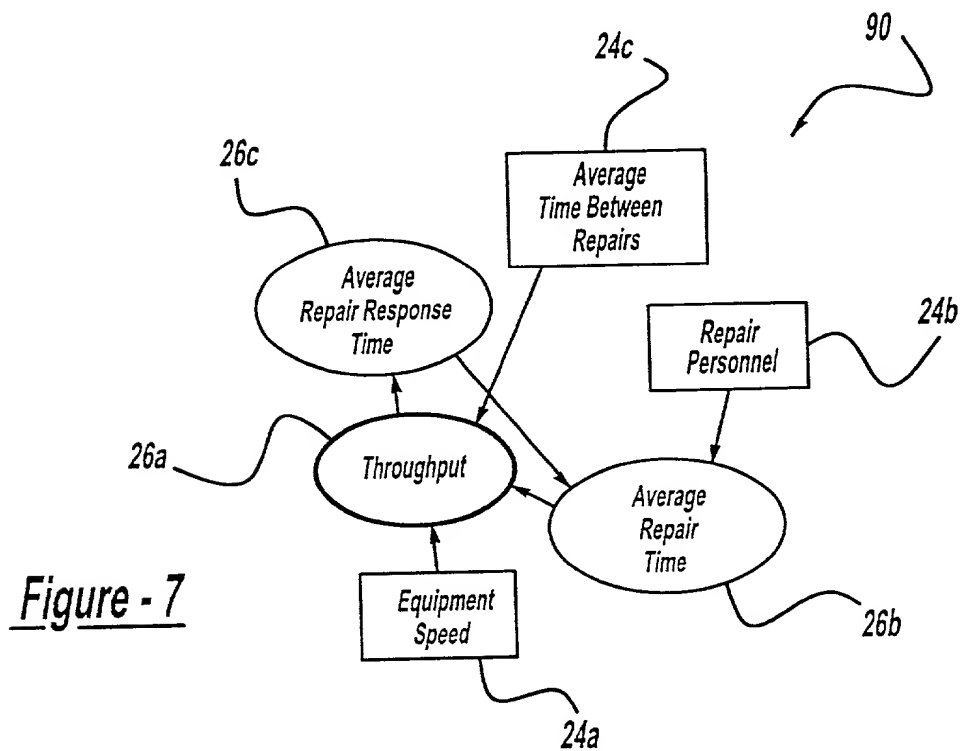 90
24c
26c
Average
Time Between
Repairs
Average
Repair Response
Time
24b
Repair
Personnel
26a
Throughput
Average
Repair
Time
Figure - 7
Equipment
Speed
26b
24a